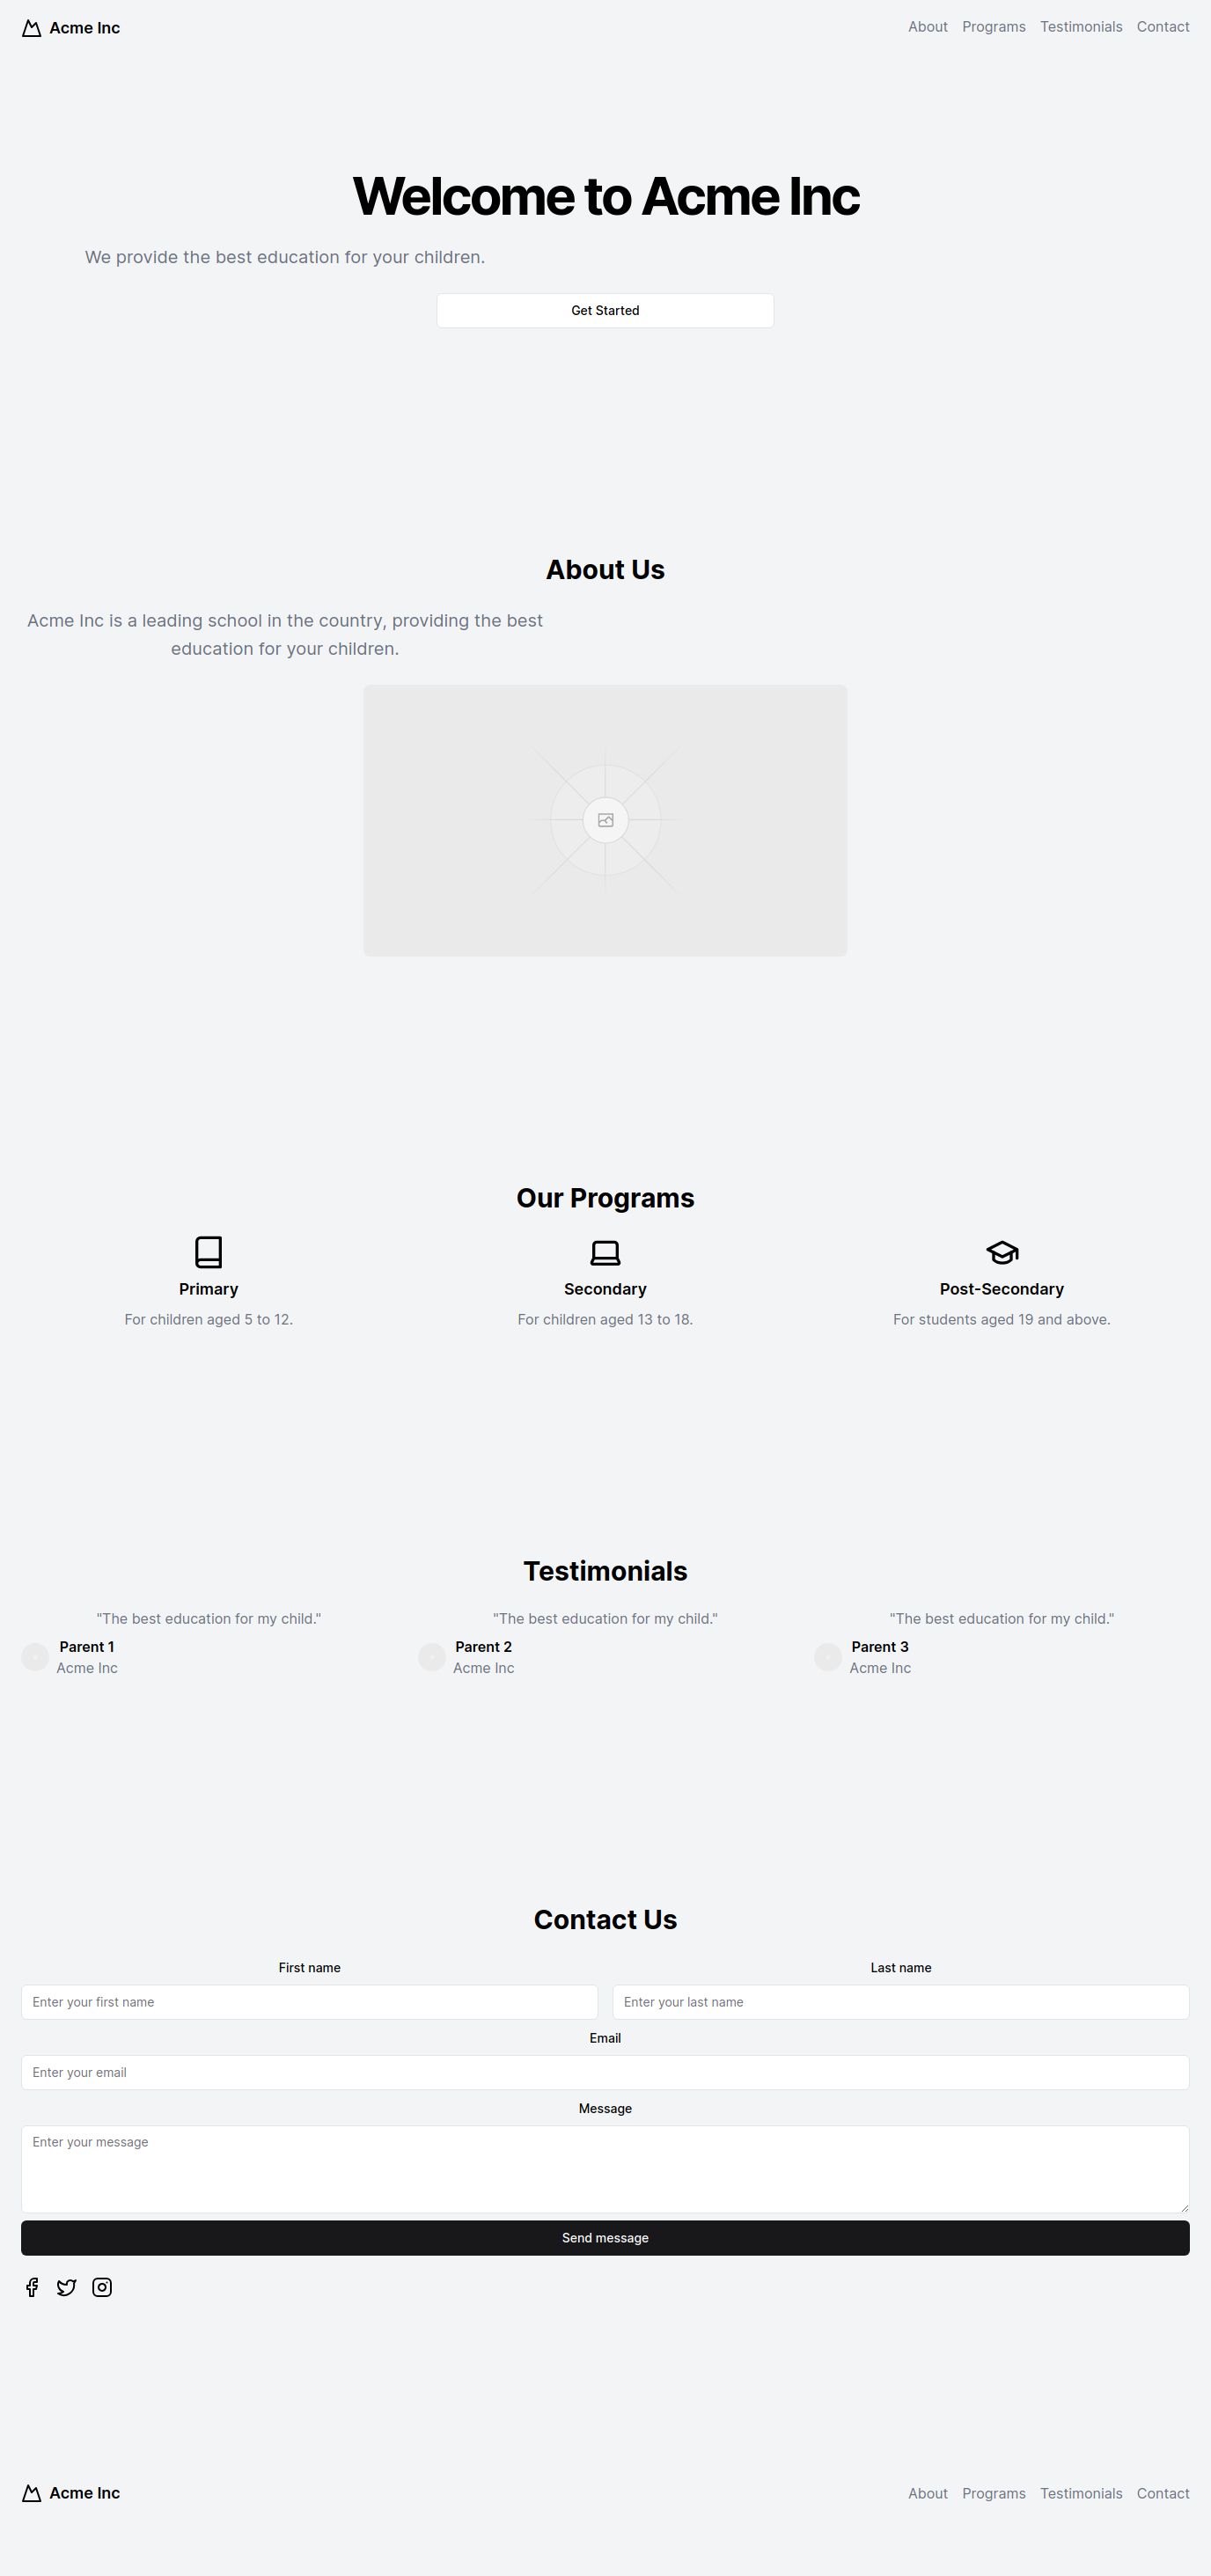 Acme Inc
About Programs Testimonials Contact
Welcome to Acme Inc
We provide the best education for your children.
Get Started
About Us
Acme Inc is a leading school in the country, providing the best
education for your children.
Our Programs
Primary
For children aged 5 to 12.
Secondary
For children aged 13 to 18.
Post-Secondary
For students aged 19 and above.
Testimonials
"The best education for my child."
Parent 1
Acme Inc
"The best education for my child."
Parent 2
Acme Inc
"The best education for my child."
Parent 3
Acme Inc
Contact Us
First name
Enter your first name
Last name
Enter your last name
Email
Enter your email
Message
Enter your message
Send message
Acme Inc
About Programs Testimonials Contact